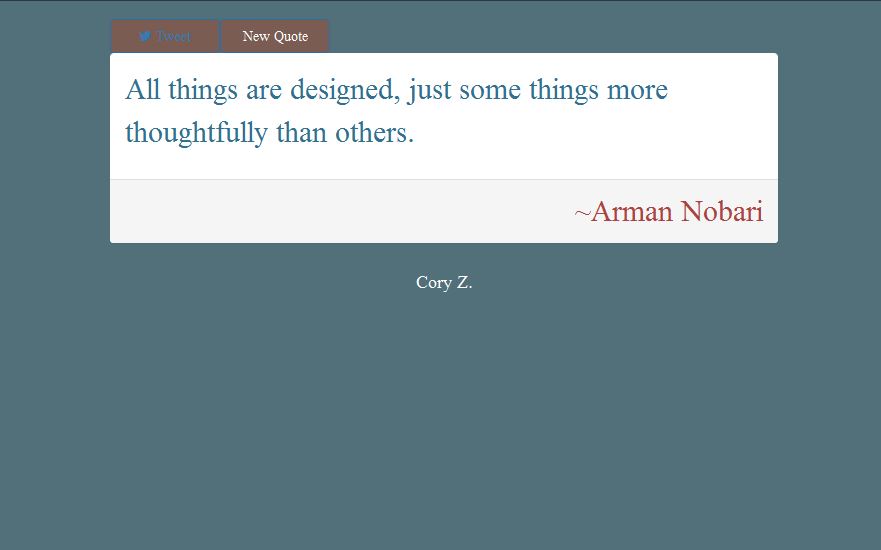 Tweet New Quote
All things are designed, just some things more
thoughtfully than others.
~Arman Nobari
Cory Z.